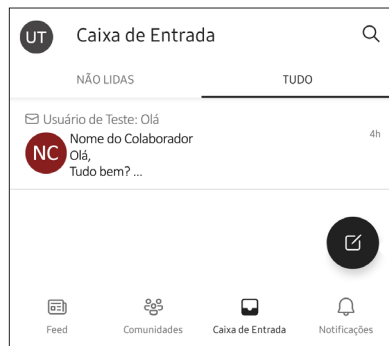 UT
Caixa de Entrada
NÃO LIDAS
TUDO
Usuário de Teste: Olá
NC
Nome do Colaborador
4h
Olá,
Tudo bem? ...
Feed
Comunidades
Caixa de Entrada
Notificações